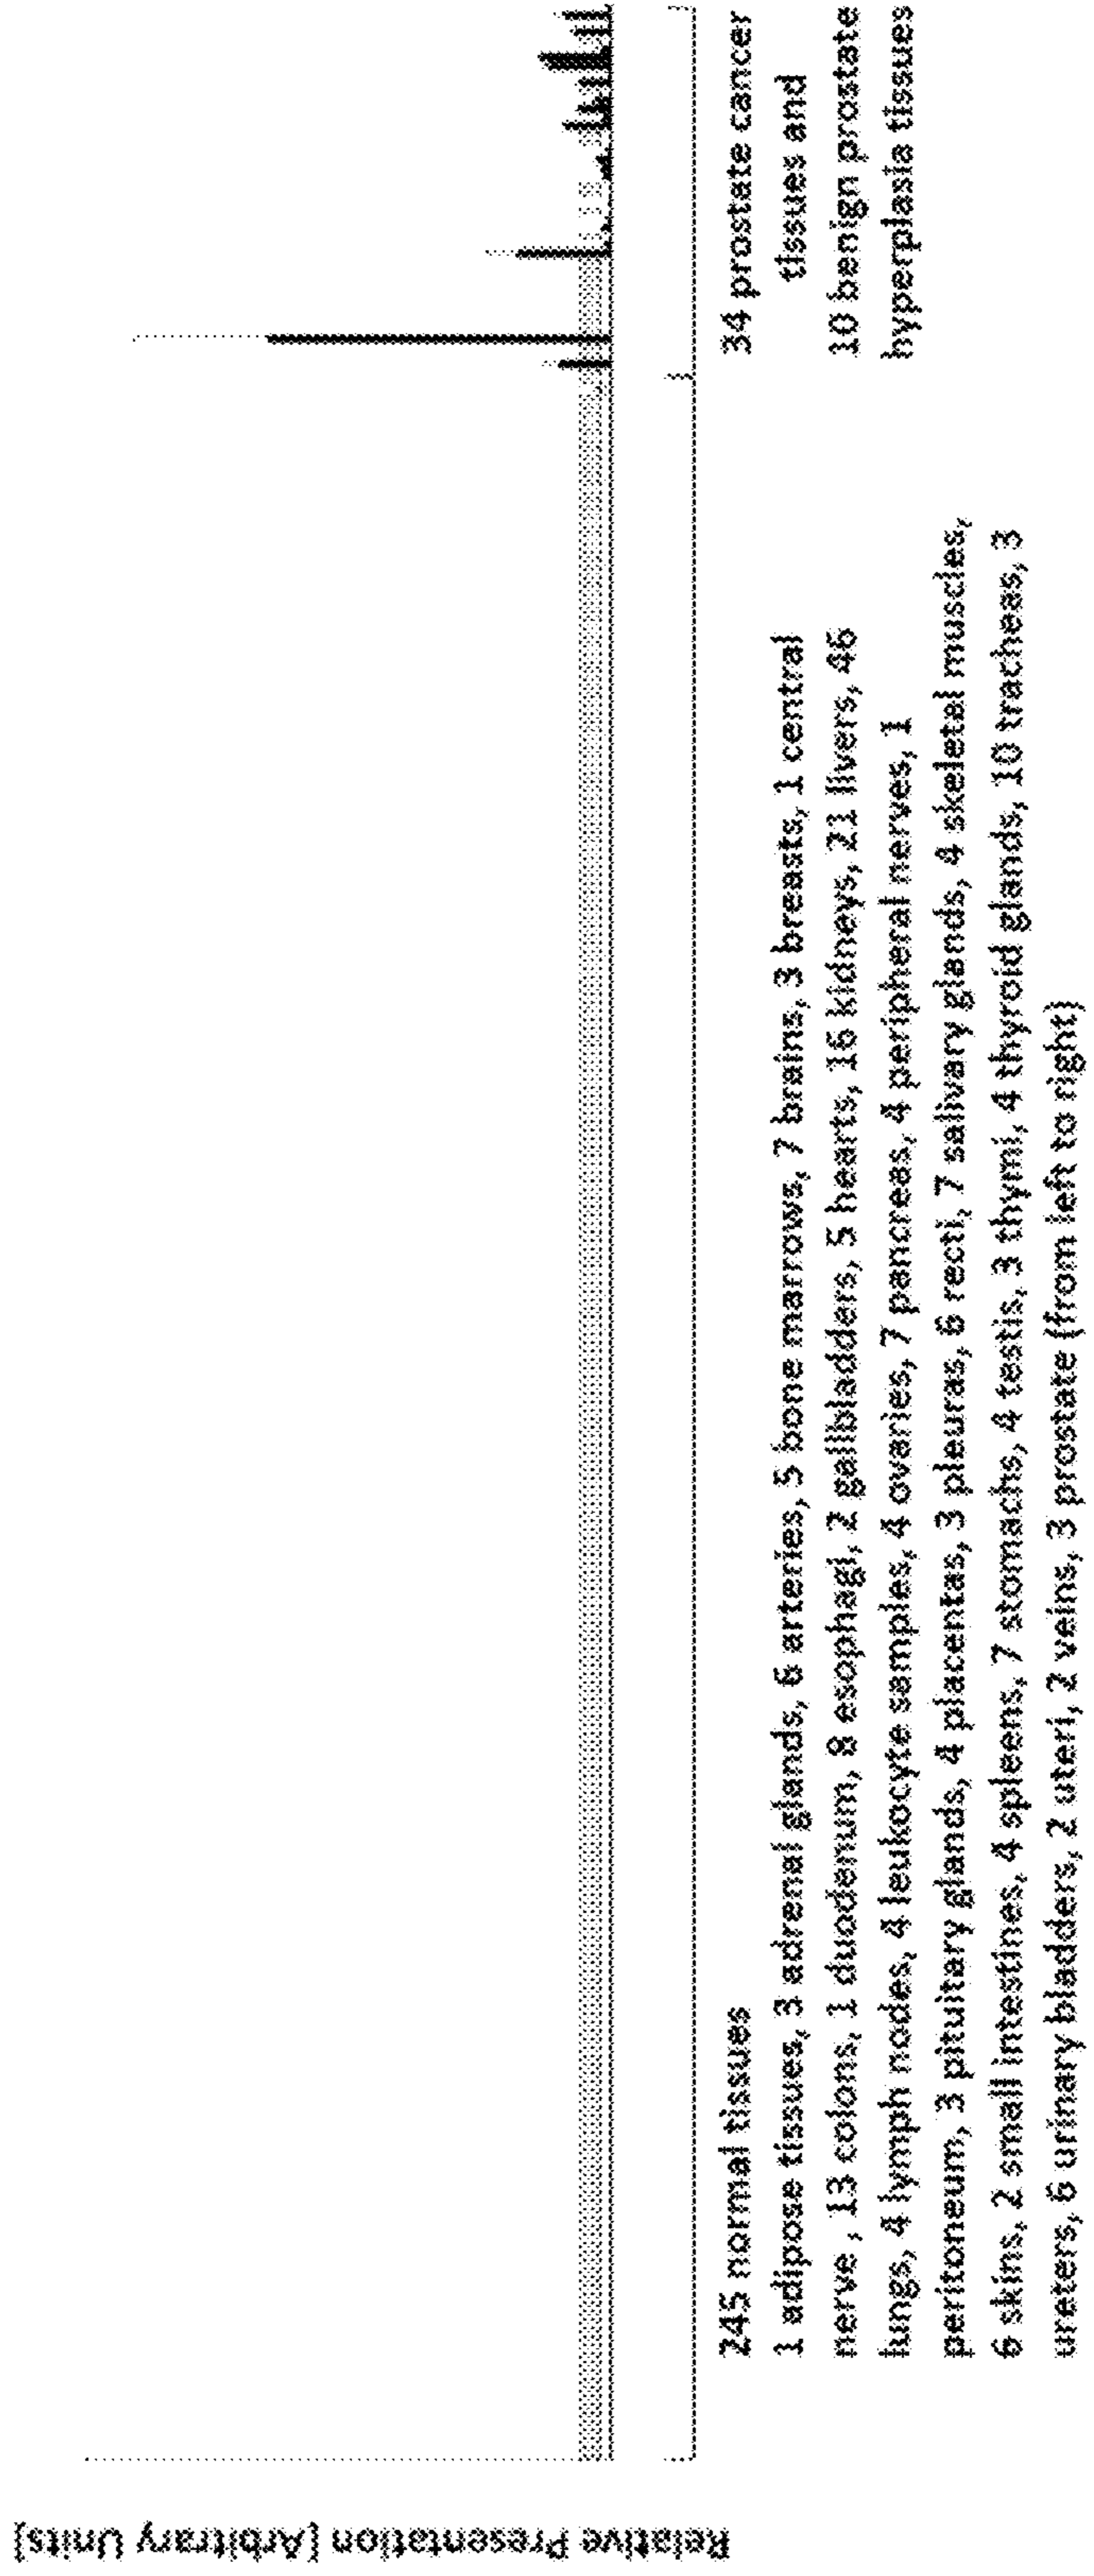 Relative Presentation [Arbitrary Units]
245 normal tissues
1 adipose tissues, 3 adrenal glands, 6 arteries, 5 bone marrows, 7 brains, 3 breasts, 1 central
nerve , 13 colons, 1 duodenum, 8 esophagi, 2 gallbladders, 5 hearts, 16 kidneys, 21 livers, 46
lungs, 4 lymph nodes, 4 leukocyte samples, 4 ovaries, 7 pancreas, 4 peripheral nerves, 1
peritoneum, 3 pituitary glands, 4 placentas, 3 pleuras, 6 recti, 7 salivary glands, 4 skeletal muscles,
6 skins, 2 small intestines, 4 spleens, 7 stomachs, 4 testis, 3 thymi, 4 thyroid glands, 10 tracheas, 3
ureters, 6 urinary bladders, 2 uteri, 2 veins, 3 prostate (from left to right)
34 prostate cancer
tissues and
10 benign prostate
hyperplasia tissues